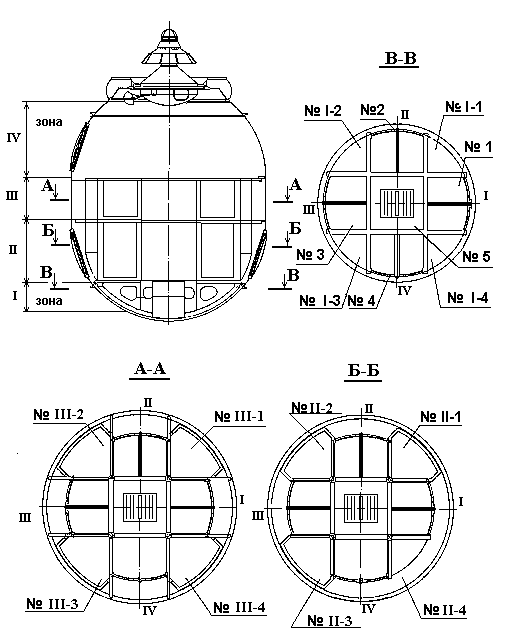 В-В
№ I-2
№2
II
№ I-1
№ 1
I
III
№ 3
№ 5
№ I-3
№ 4
IV
№ I-4
IV
зона
III
II
I
зона
А
А
Б
Б
В
В
А-А
№ III-2
II
№ III-1
I
III
№ III-3
IV
№ III-4
Б-Б
№ II-2
II
№ II-1
I
III
№ II-3
IV
№ II-4